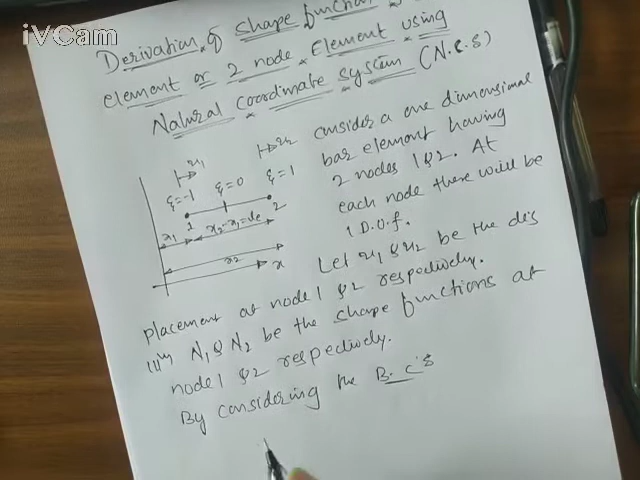 iVCam
Derivation of shape function
element or 2 node Element using
Natural coordinate system (N.C.S)
consider a one dimensional
bar element having
2 nodes 1 & 2. At
each node there will be
1 D.O.F.
u1 u2
ξ=-1 ξ=0 ξ=1
1 2
x1 x2-x1=le
x2
x
Let u1 & u2 be the dis
placement at node 1 & 2 respectively.
111ly N1 & N2 be the shape functions at
node 1 & 2 respectively.
By considering the B.C's